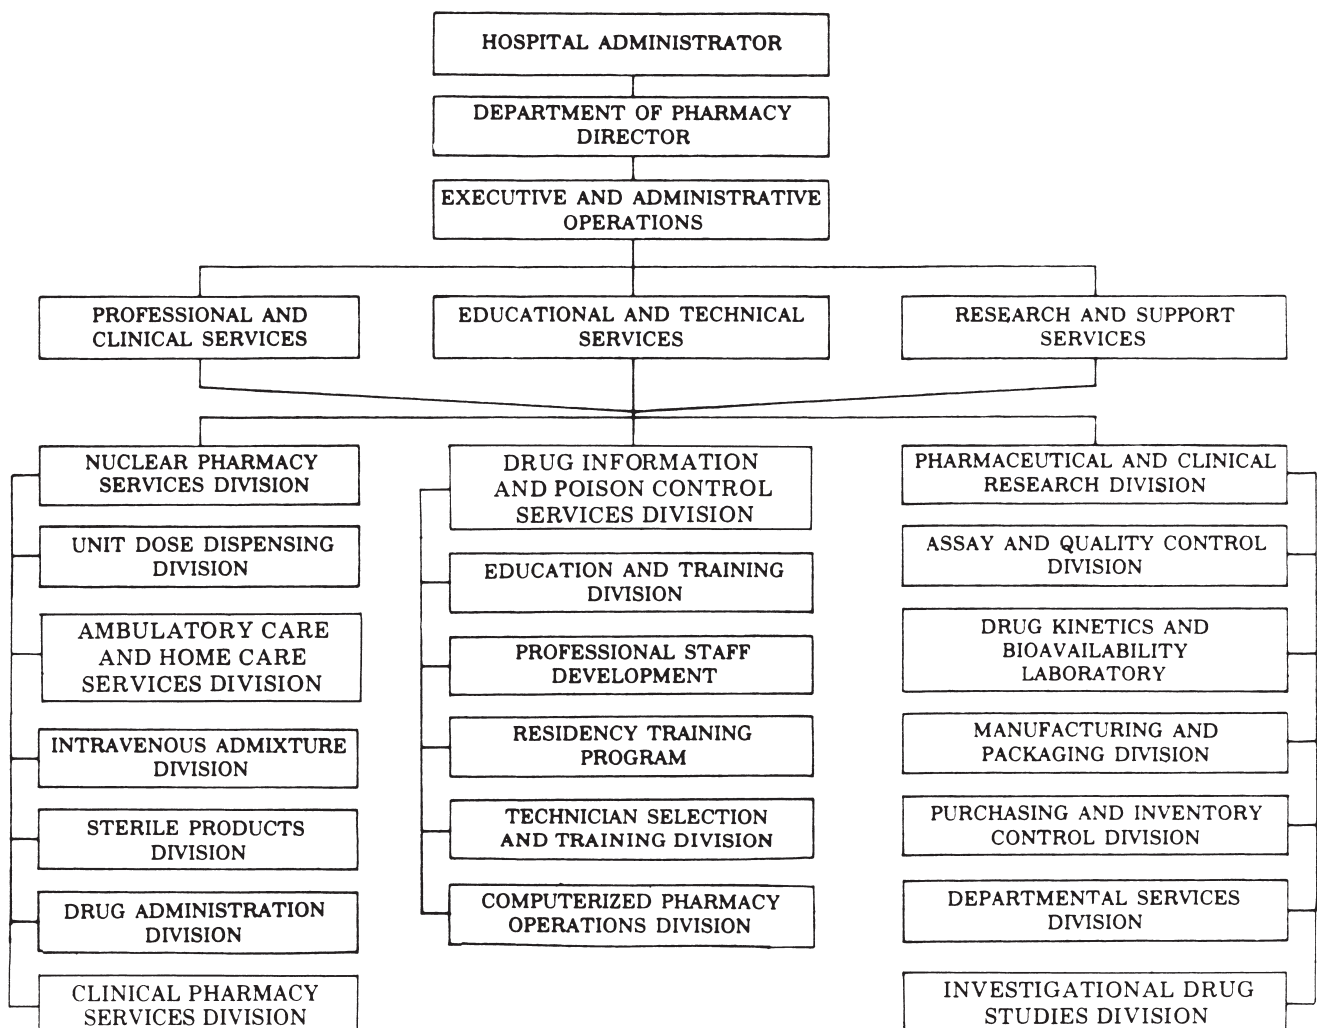 HOSPITAL ADMINISTRATOR
DEPARTMENT OF PHARMACY
DIRECTOR
EXECUTIVE AND ADMINISTRATIVE
OPERATIONS
PROFESSIONAL AND
CLINICAL SERVICES
EDUCATIONAL AND TECHNICAL
SERVICES
RESEARCH AND SUPPORT
SERVICES
NUCLEAR PHARMACY
SERVICES DIVISION
UNIT DOSE DISPENSING
DIVISION
AMBULATORY CARE
AND HOME CARE
SERVICES DIVISION
INTRAVENOUS ADMIXTURE
DIVISION
STERILE PRODUCTS
DIVISION
DRUG ADMINISTRATION
DIVISION
CLINICAL PHARMACY
SERVICES DIVISION
DRUG INFORMATION
AND POISON CONTROL
SERVICES DIVISION
EDUCATION AND TRAINING
DIVISION
PROFESSIONAL STAFF
DEVELOPMENT
RESIDENCY TRAINING
PROGRAM
TECHNICIAN SELECTION
AND TRAINING DIVISION
COMPUTERIZED PHARMACY
OPERATIONS DIVISION
PHARMACEUTICAL AND CLINICAL
RESEARCH DIVISION
ASSAY AND QUALITY CONTROL
DIVISION
DRUG KINETICS AND
BIOAVAILABILITY
LABORATORY
MANUFACTURING AND
PACKAGING DIVISION
PURCHASING AND INVENTORY
CONTROL DIVISION
DEPARTMENTAL SERVICES
DIVISION
INVESTIGATIONAL DRUG
STUDIES DIVISION